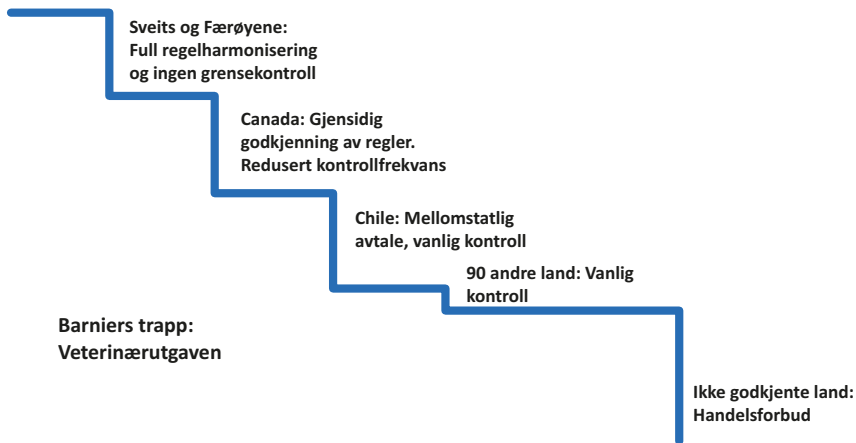 Sveits og Færøyene:
Full regelharmonisering
og ingen grensekontroll
Canada: Gjensidig
godkjenning av regler.
Redusert kontrollfrekvans
Chile: Mellomstatlig
avtale, vanlig kontroll
90 andre land: Vanlig
kontroll
Barniers trapp:
Veterinærutgaven
Ikke godkjente land:
Handelsforbud